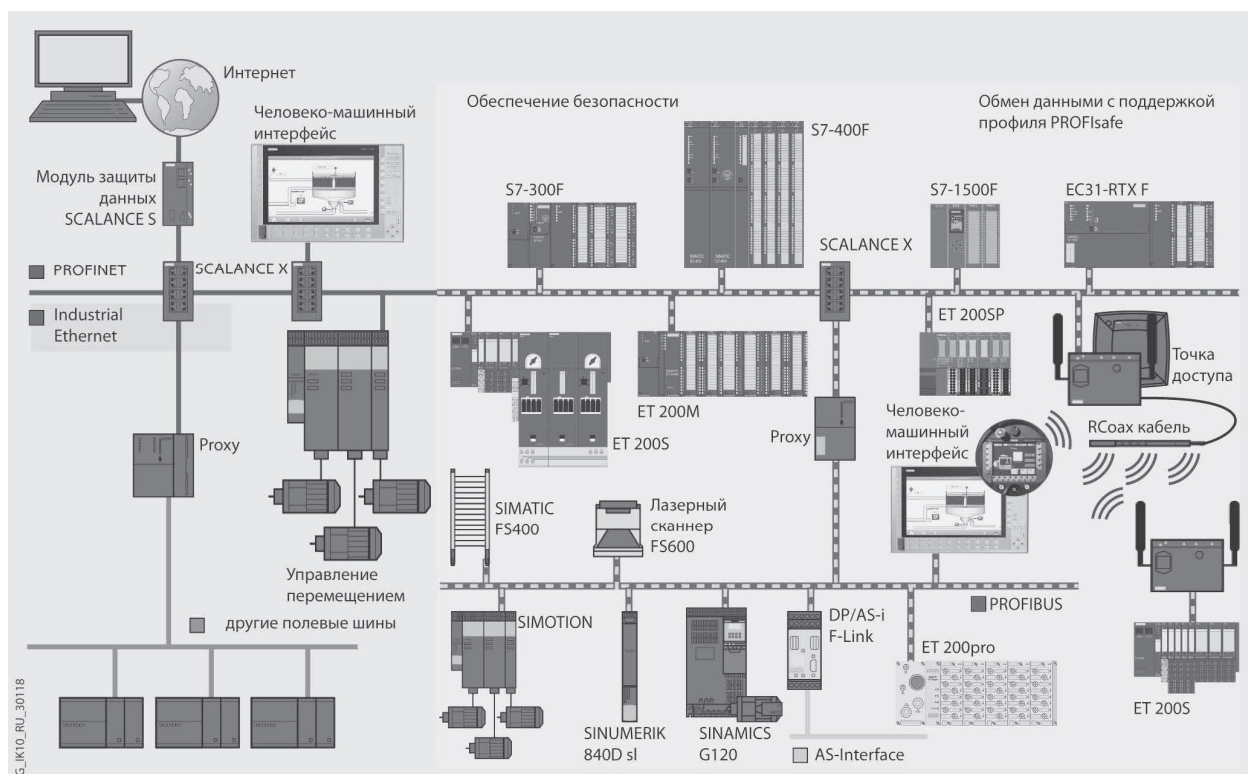 Интернет
Человеко-машинный
интерфейс
Модуль защиты
данных
SCALANCE S
PROFINET
SCALANCE X
Industrial
Ethernet
Proxy
Управление
перемещением
другие полевые шины
Обеспечение безопасности
Обмен данными с поддержкой
профиля PROFIsafe
S7-400F
S7-300F
S7-1500F
EC31-RTX F
SCALANCE X
ET 200SP
ET 200M
ET 200S
Точка
доступа
Proxy
Человеко-
машинный
интерфейс
RCoax кабель
SIMATIC
FS400
Лазерный
сканнер
FS600
PROFIBUS
SIMOTION
DP/AS-i
F-Link
ET 200pro
SINUMERIK
840D sl
SINAMICS
G120
AS-Interface
ET 200S
G_IK10_RU_30118